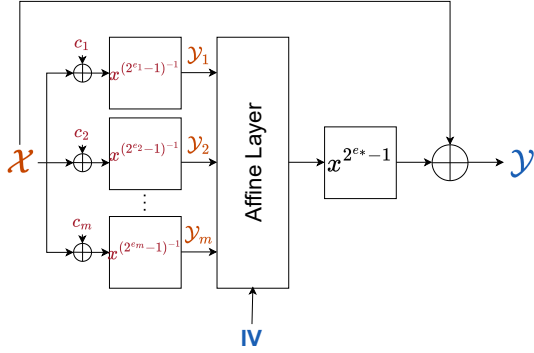 c₁
x^{(2^{e₁}−1)^{−1}}
𝒴₁
c₂
x^{(2^{e₂}−1)^{−1}}
𝒴₂
𝒳
Affine Layer
x^{2^{e_*}−1}
𝒴
⋮
c_m
x^{(2^{e_m}−1)^{−1}}
𝒴_m
IV